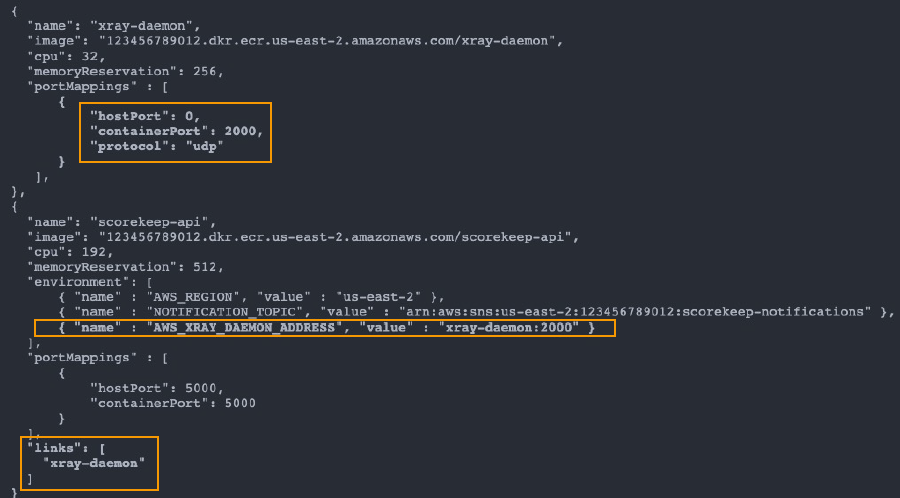 {
"name": "xray-daemon",
"image": "123456789012.dkr.ecr.us-east-2.amazonaws.com/xray-daemon",
"cpu": 32,
"memoryReservation": 256,
"portMappings" : [
{
"hostPort": 0,
"containerPort": 2000,
"protocol": "udp"
}
],
},
{
"name": "scorekeep-api",
"image": "123456789012.dkr.ecr.us-east-2.amazonaws.com/scorekeep-api",
"cpu": 192,
"memoryReservation": 512,
"environment": [
{ "name" : "AWS_REGION", "value" : "us-east-2" },
{ "name" : "NOTIFICATION_TOPIC", "value" : "arn:aws:sns:us-east-2:123456789012:scorekeep-notifications" },
{ "name" : "AWS_XRAY_DAEMON_ADDRESS", "value" : "xray-daemon:2000" }
],
"portMappings" : [
{
"hostPort": 5000,
"containerPort": 5000
}
],
"links": [
"xray-daemon"
]
}